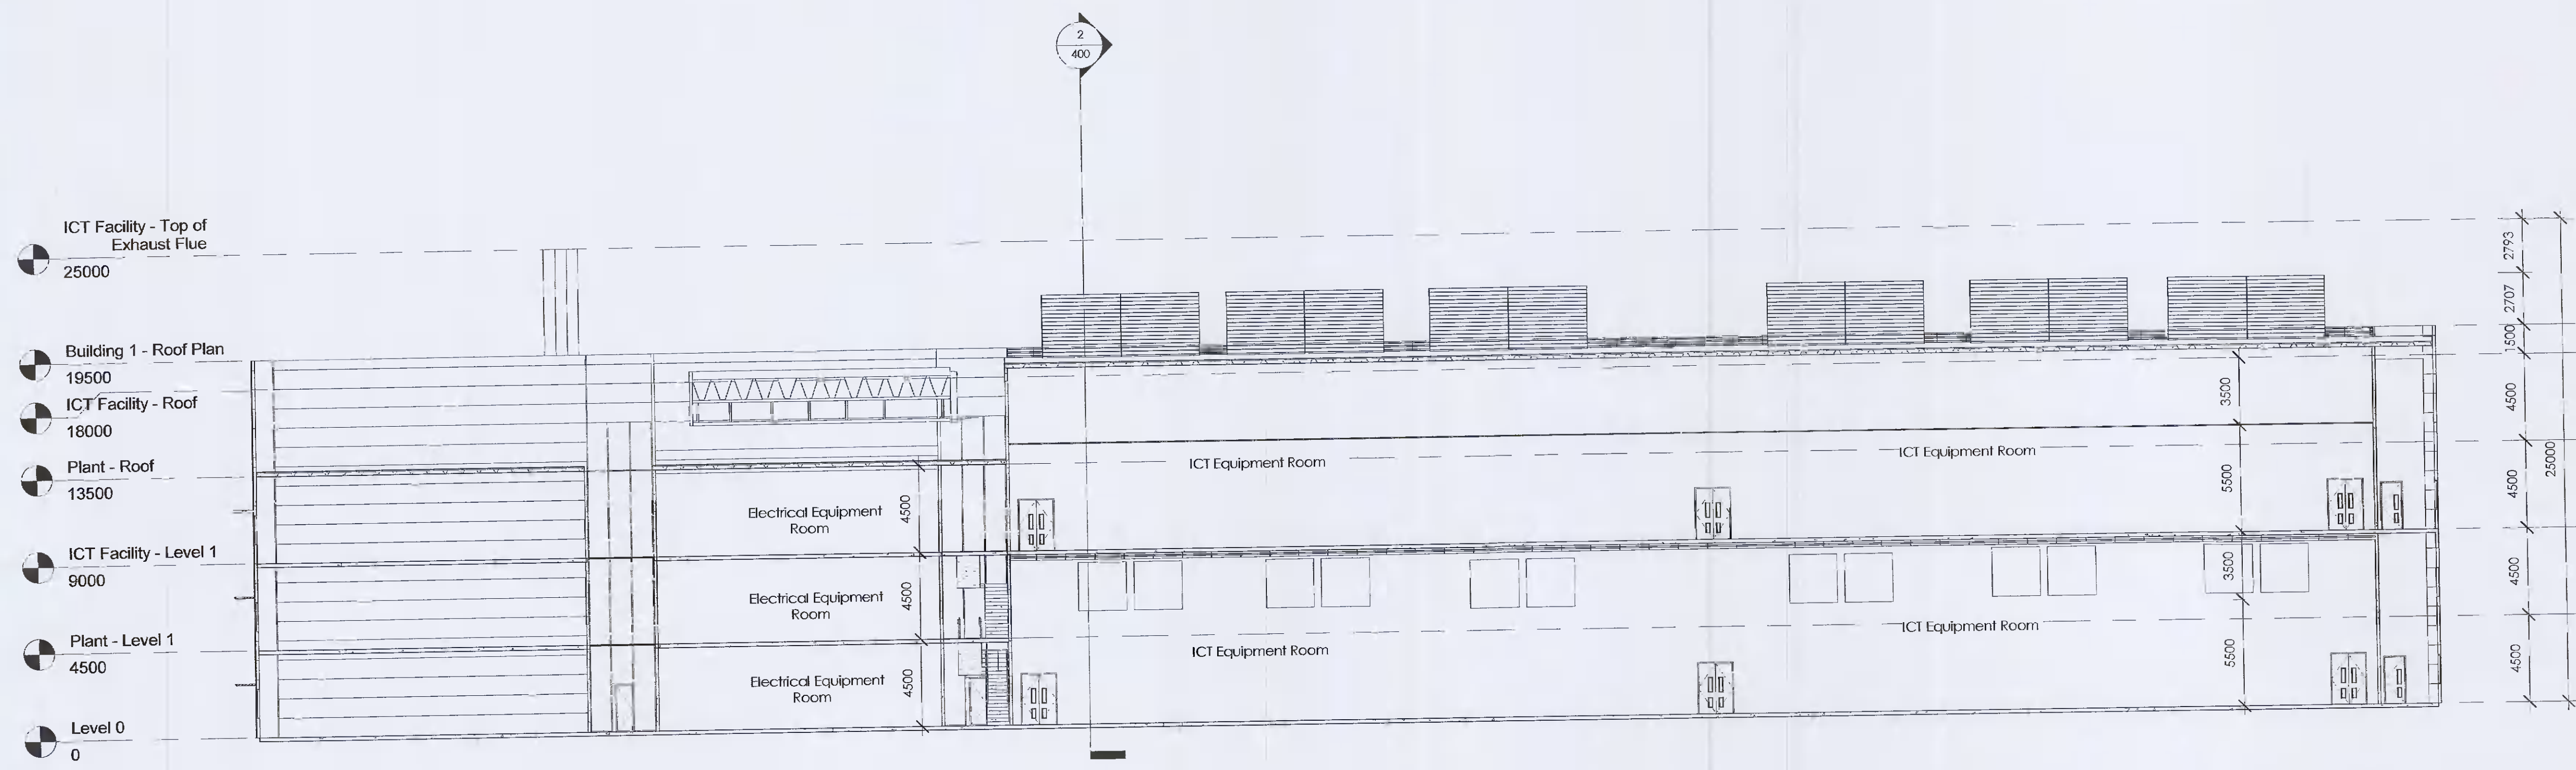 2
400
ICT Facility - Top of
Exhaust Flue
25000
Building 1 - Roof Plan
19500
ICT Facility - Roof
18000
Plant - Roof
13500
ICT Facility - Level 1
9000
Plant - Level 1
4500
Level 0
0
Electrical Equipment
Room
4500
Electrical Equipment
Room
4500
Electrical Equipment
Room
4500
ICT Equipment Room
ICT Equipment Room
ICT Equipment Room
ICT Equipment Room
3500
5500
3500
5500
2793
2707
1500
4500
4500
4500
4500
25000